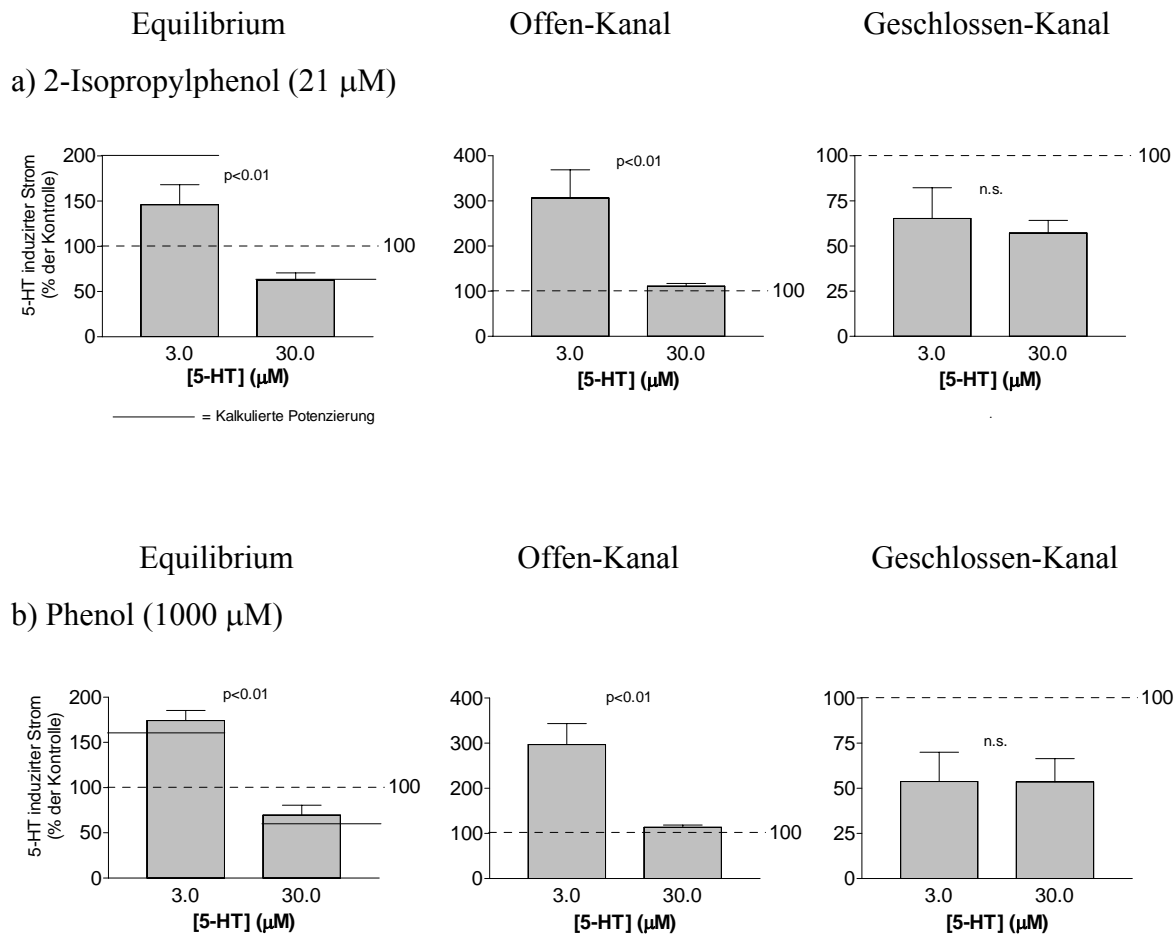 Equilibrium Offen-Kanal Geschlossen-Kanal
a) 2-Isopropylphenol (21 μM)
5-HT induzirter Strom
(% der Kontrolle)
200
150
100
50
0
p<0.01
100
3.0 30.0
[5-HT] (μM)
400
300
200
100
0
p<0.01
100
3.0 30.0
[5-HT] (μM)
100
75
50
25
0
n.s.
100
3.0 30.0
[5-HT] (μM)
= Kalkulierte Potenzierung
Equilibrium Offen-Kanal Geschlossen-Kanal
b) Phenol (1000 μM)
5-HT induzirter Strom
(% der Kontrolle)
200
150
100
50
0
p<0.01
100
3.0 30.0
[5-HT] (μM)
400
300
200
100
0
p<0.01
100
3.0 30.0
[5-HT] (μM)
100
75
50
25
0
n.s.
100
3.0 30.0
[5-HT] (μM)